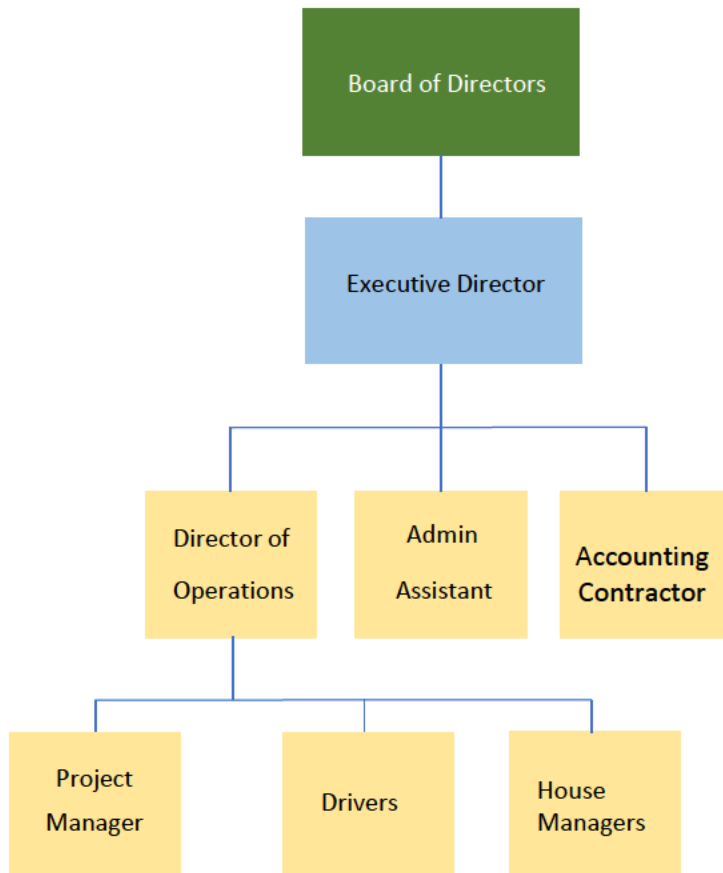 Board of Directors
Executive Director
Director of
Operations
Admin
Assistant
Accounting
Contractor
Project
Manager
Drivers
House
Managers